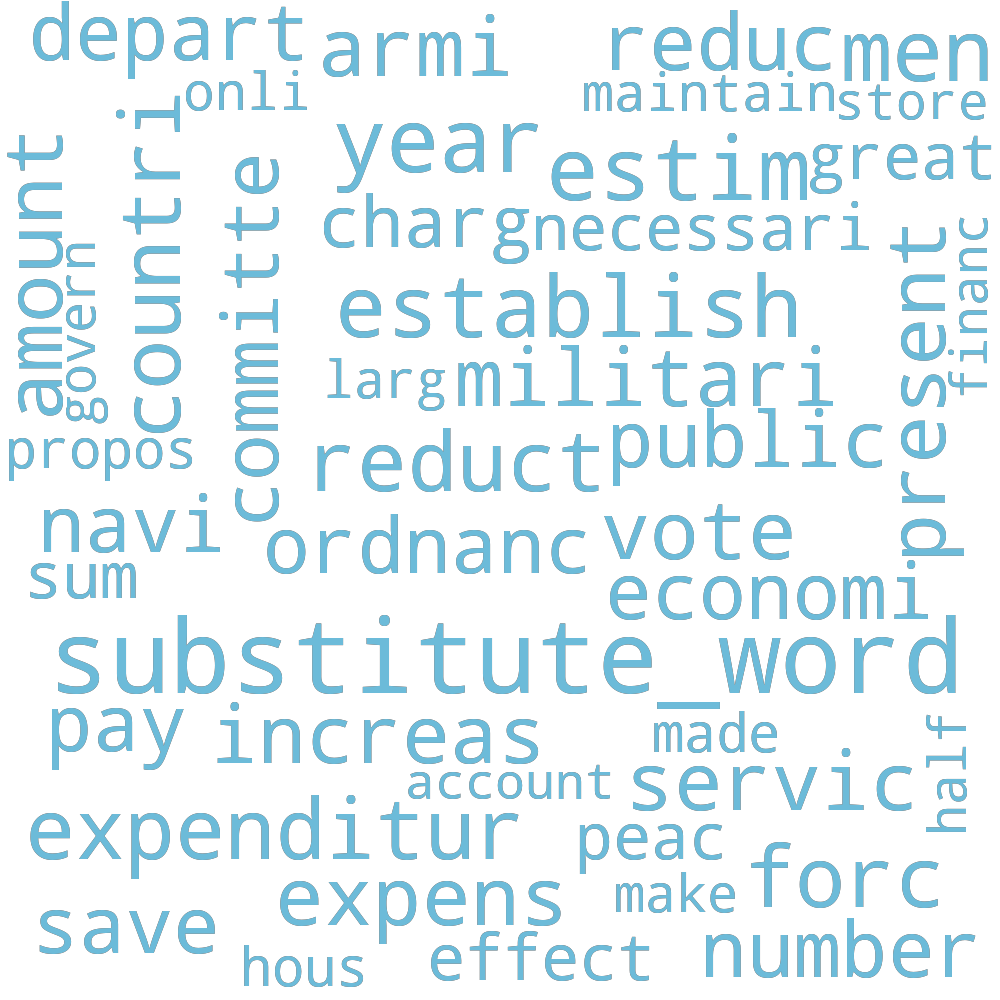 depart
armi
reduc
men
onli
maintain
store
countri
year
estim
great
amount
committe
charg
necessari
present
financ
govern
establish
larg
militari
propos
reduct
public
navi
ordnanc
vote
sum
economi
substitute_word
pay
increas
made
half
account
servic
expenditur
peac
expens
make
forc
save
hous
effect
number